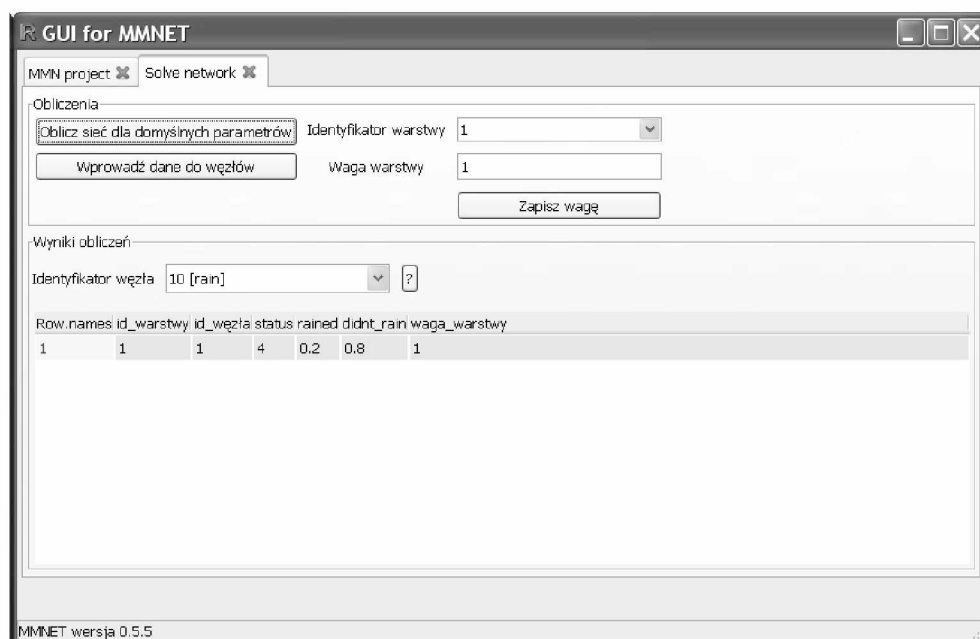 GUI for MMNET
MMN project Solve network
Obliczenia
Oblicz sieć dla domyślnych parametrów Identyfikator warstwy 1
Wprowadź dane do węzłów Waga warstwy 1
Zapisz wagę
Wyniki obliczeń
Identyfikator węzła 10 [rain] ?
Row.names id_warstwy id_węzła status rained didnt_rain waga_warstwy
1 1 1 4 0.2 0.8 1
MMNET wersja 0.5.5